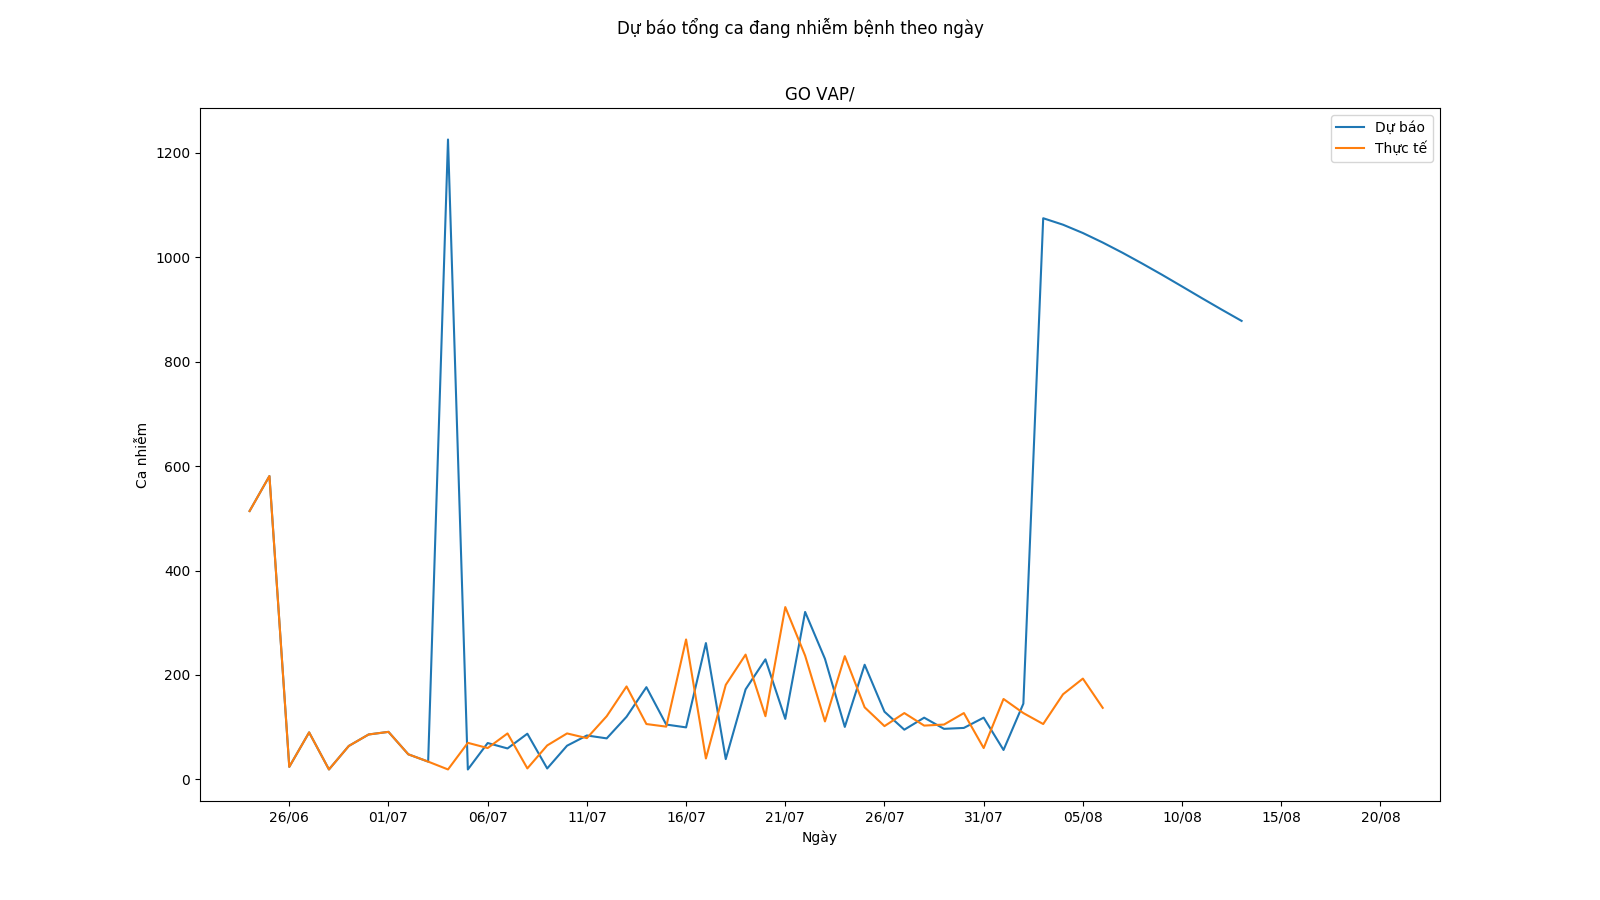 Dự báo tổng ca đang nhiễm bệnh theo ngày
GO VAP/
Dự báo
Thực tế
1200
1000
800
600
400
200
0
Ca nhiễm
26/06 01/07 06/07 11/07 16/07 21/07 26/07 31/07 05/08 10/08 15/08 20/08
Ngày